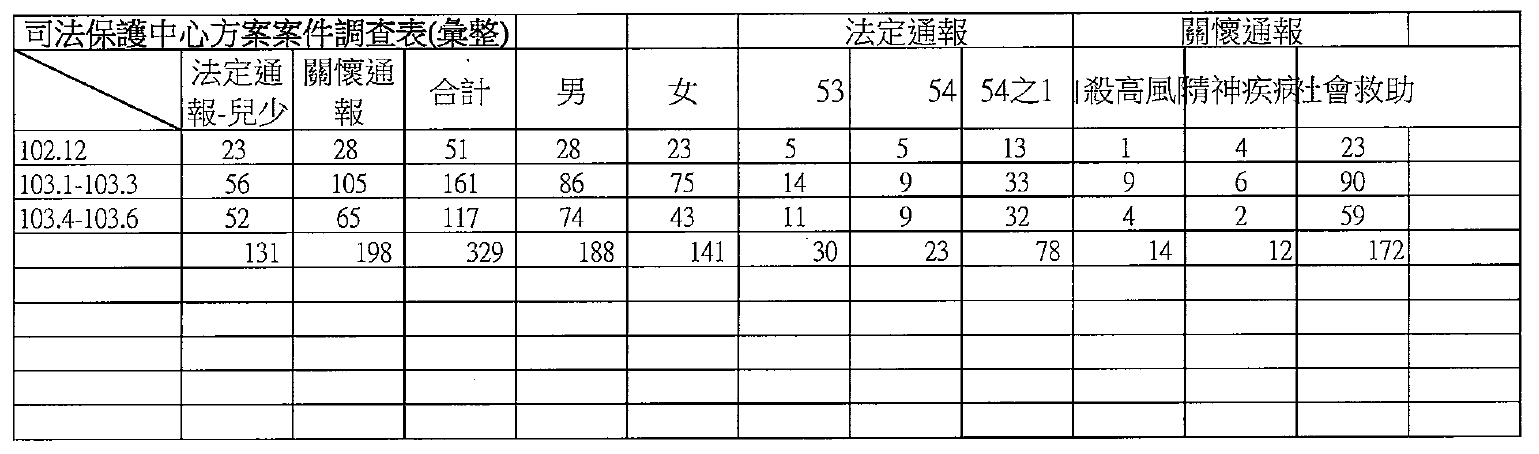 司法保護中心方案案件調查表(彙整) 法定通報 關懷通報
法定通報-兒少 關懷通報 合計 男 女 53 54 54之1 殺高風 精神疾病 會救助
102.12 23 28 51 28 23 5 5 13 1 4 23
103.1-103.3 56 105 161 86 75 14 9 33 9 6 90
103.4-103.6 52 65 117 74 43 11 9 32 4 2 59
131 198 329 188 141 30 23 78 14 12 172